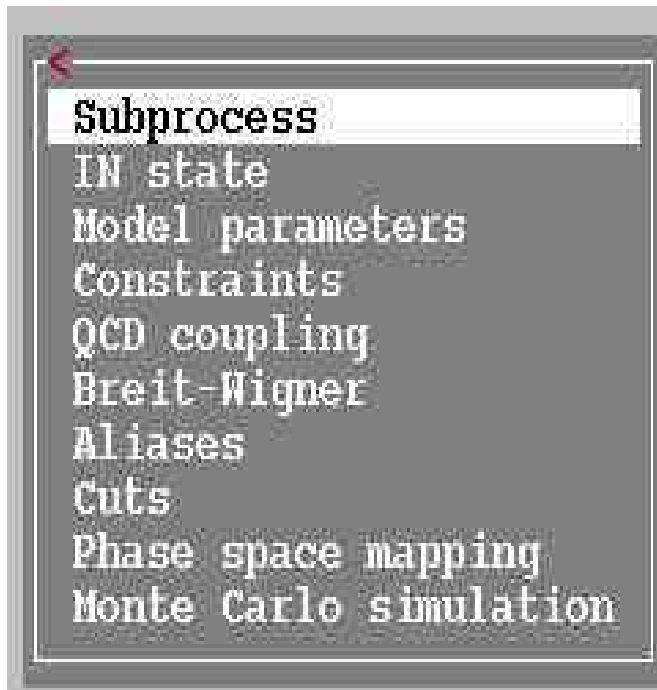 <
Subprocess
IN state
Model parameters
Constraints
QCD coupling
Breit-Wigner
Aliases
Cuts
Phase space mapping
Monte Carlo simulation